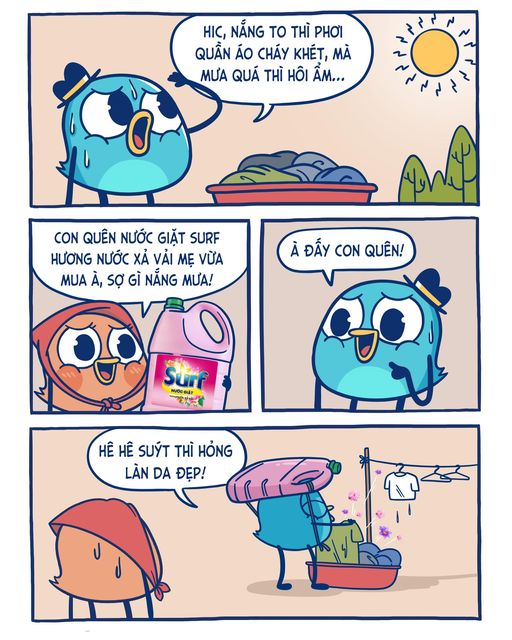 HIC, NẮNG TO THÌ PHƠI
QUẦN ÁO CHÁY KHÉT, MÀ
MƯA QUÁ THÌ HÔI ẨM...
CON QUÊN NƯỚC GIẶT SURF
HƯƠNG NƯỚC XẢ VẢI MẸ VỪA
MUA À, SỢ GÌ NẮNG MƯA!
Surf
NƯỚC GIẶT
À ĐẤY CON QUÊN!
HÊ HÊ SUÝT THÌ HỎNG
LÀN DA ĐẸP!